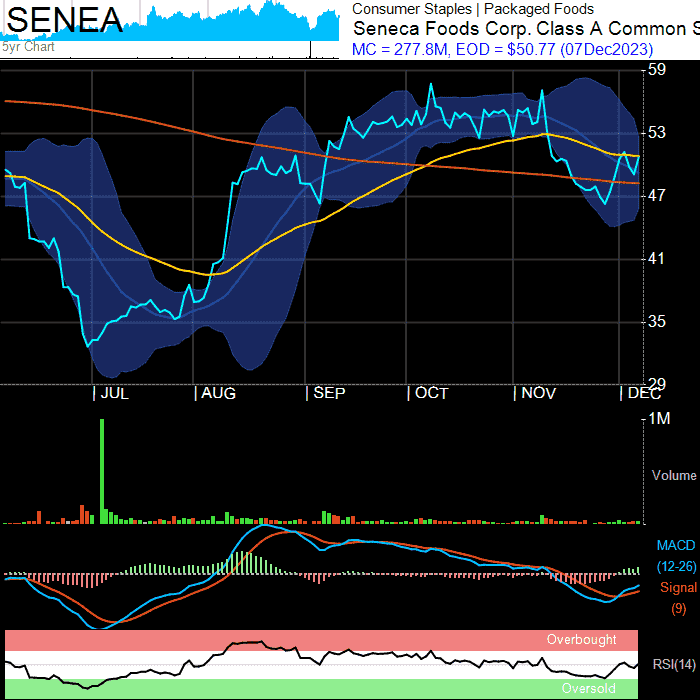 SENEA
5yr Chart
Consumer Staples | Packaged Foods
Seneca Foods Corp. Class A Common S
MC = 277.8M, EOD = $50.77 (07Dec2023)
59
53
47
41
35
29
| JUL | AUG | SEP | OCT | NOV | DEC
1M
Volume
MACD
(12-26)
Signal
(9)
Overbought
RSI(14)
Oversold